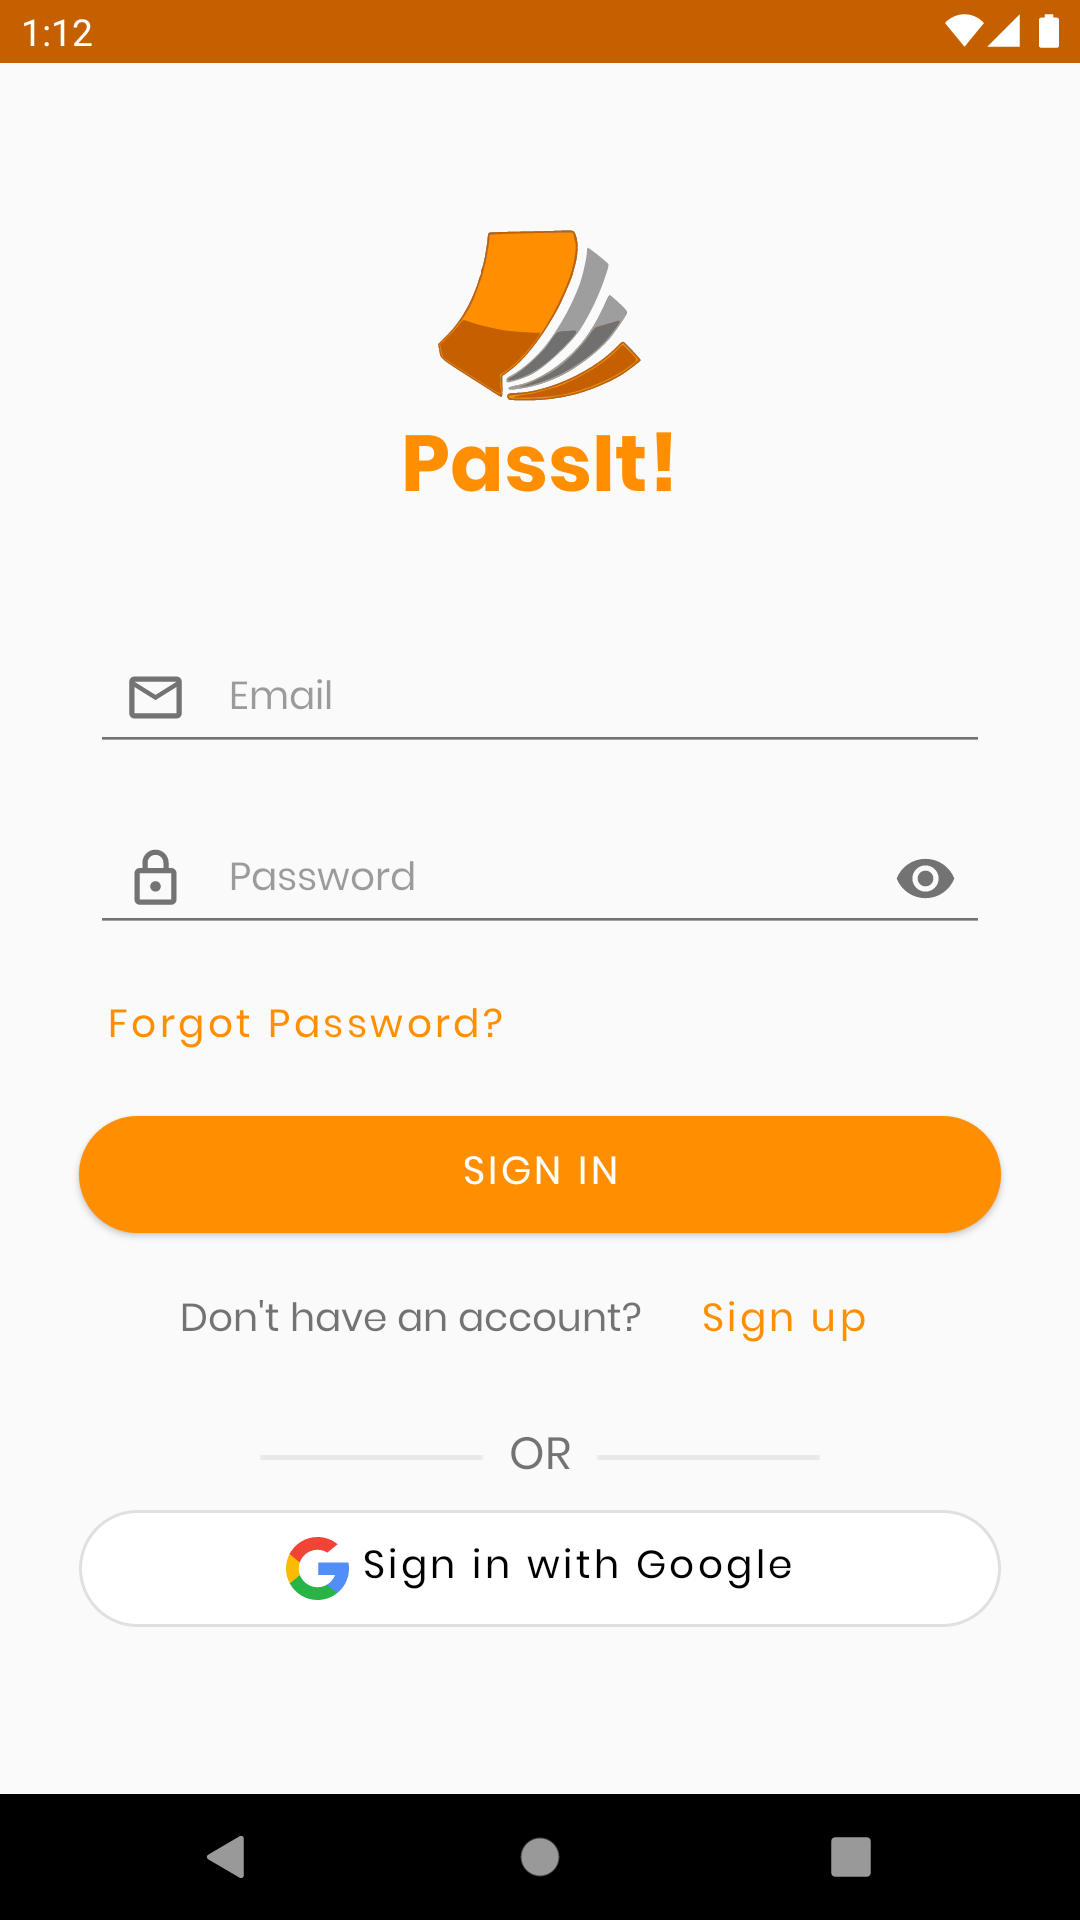 1:12
PassIt!
Email
Password
Forgot Password?
SIGN IN
Don't have an account? Sign up
OR
Sign in with Google